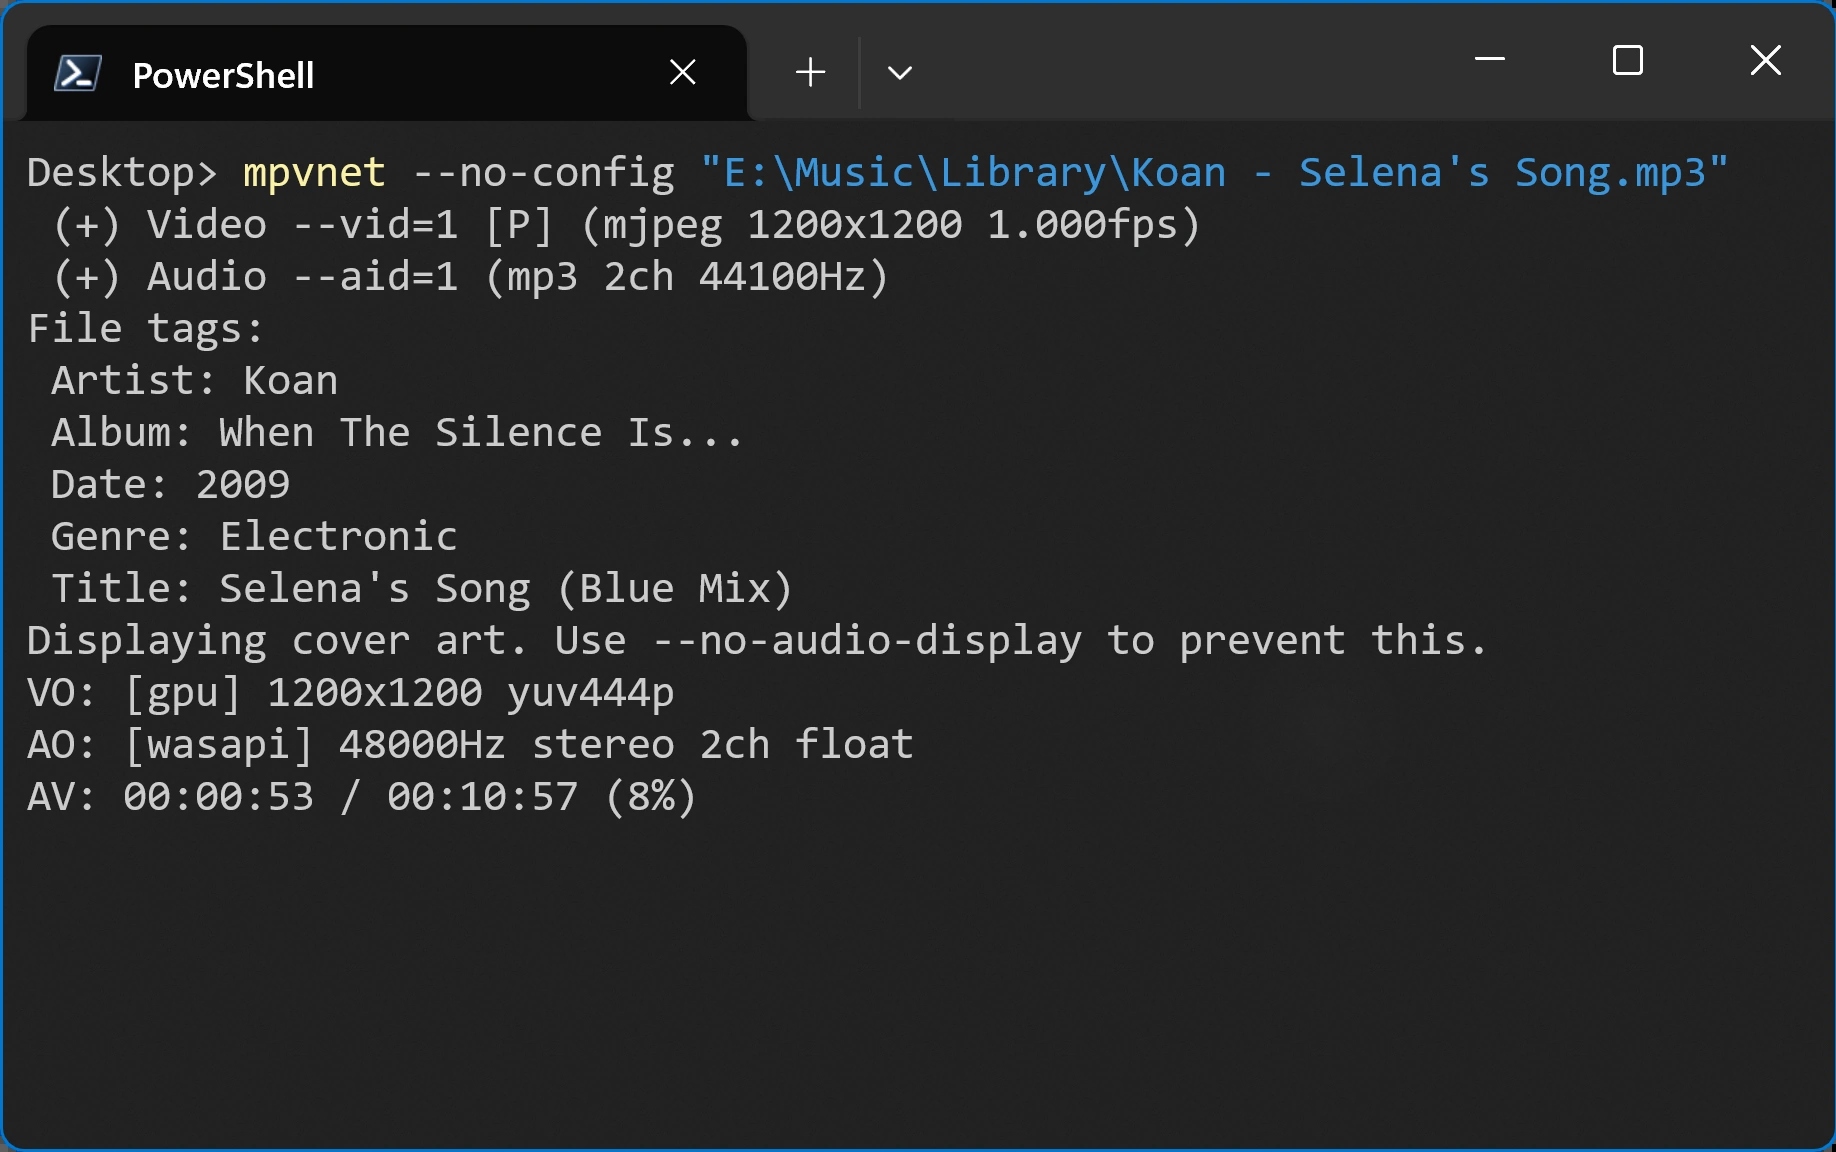 PowerShell
Desktop> mpvnet --no-config "E:\Music\Library\Koan - Selena's Song.mp3"
 (+) Video --vid=1 [P] (mjpeg 1200x1200 1.000fps)
 (+) Audio --aid=1 (mp3 2ch 44100Hz)
File tags:
 Artist: Koan
 Album: When The Silence Is...
 Date: 2009
 Genre: Electronic
 Title: Selena's Song (Blue Mix)
Displaying cover art. Use --no-audio-display to prevent this.
VO: [gpu] 1200x1200 yuv444p
AO: [wasapi] 48000Hz stereo 2ch float
AV: 00:00:53 / 00:10:57 (8%)